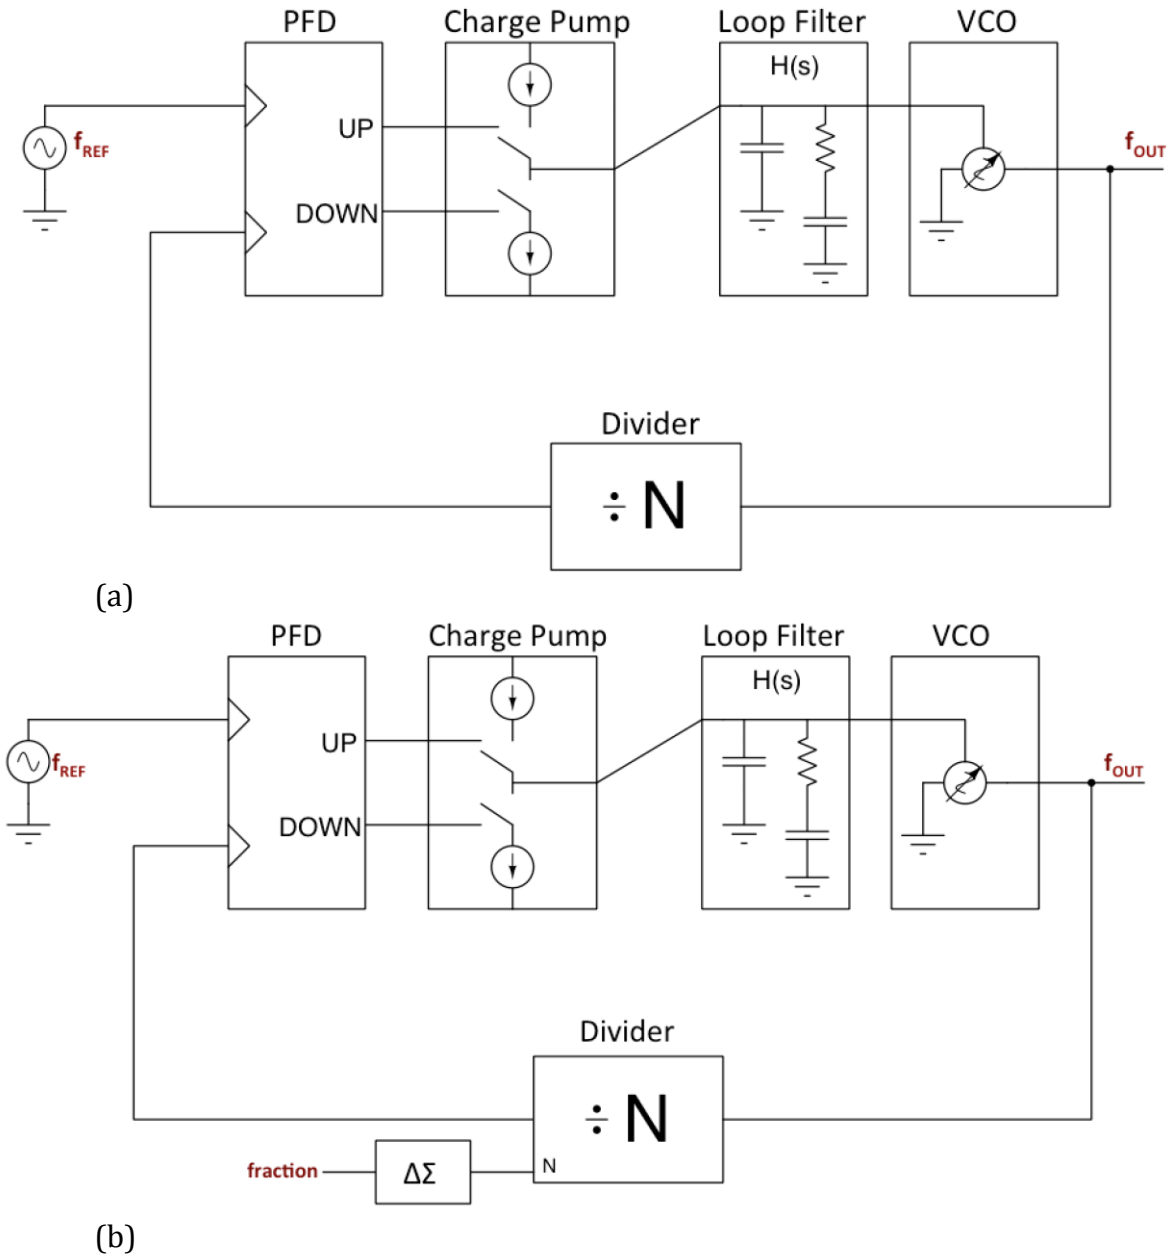 PFD Charge Pump Loop Filter VCO
H(s)
UP
fREF
fOUT
DOWN
Divider
÷ N
(a)
PFD Charge Pump Loop Filter VCO
H(s)
UP
fREF
fOUT
DOWN
Divider
÷ N
fraction ΔΣ N
(b)